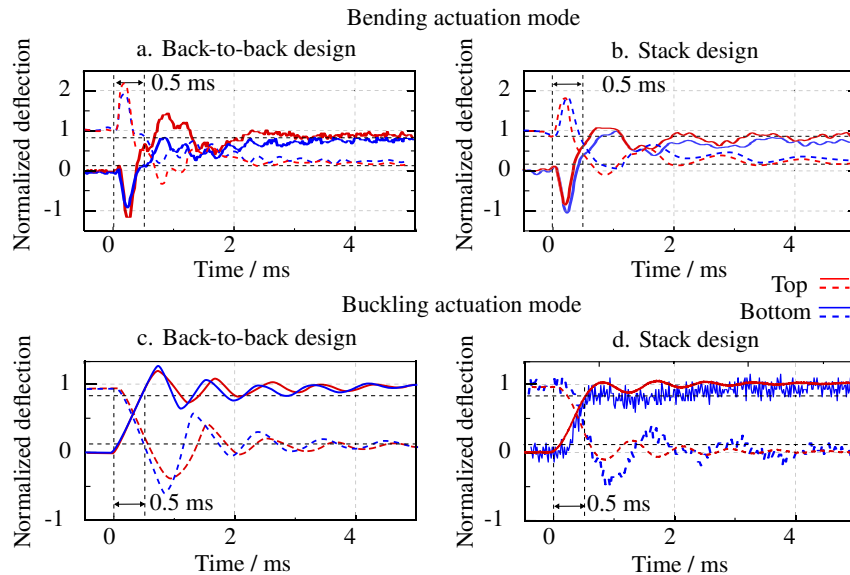 Bending actuation mode
a. Back-to-back design
b. Stack design
Normalized deflection
2
1
0
-1
0.5 ms
0 2 4
Time / ms
Normalized deflection
2
1
0
-1
0.5 ms
0 2 4
Time / ms
Top
Bottom
Buckling actuation mode
c. Back-to-back design
d. Stack design
Normalized deflection
1
0
-1
0.5 ms
0 2 4
Time / ms
Normalized deflection
1
0
-1
0.5 ms
0 2 4
Time / ms